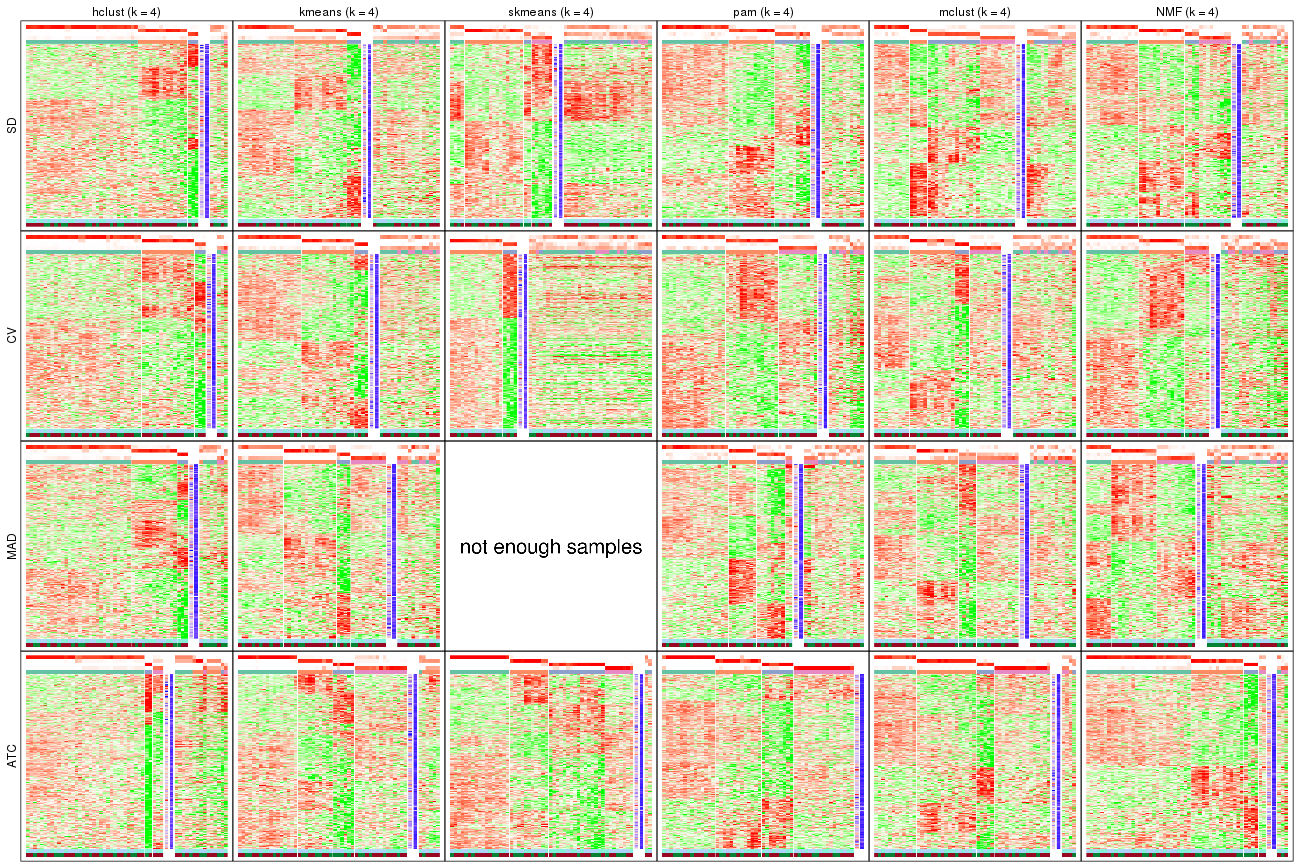 hclust (k = 4) kmeans (k = 4) skmeans (k = 4) pam (k = 4) mclust (k = 4) NMF (k = 4)
SD
CV
MAD
not enough samples
ATC